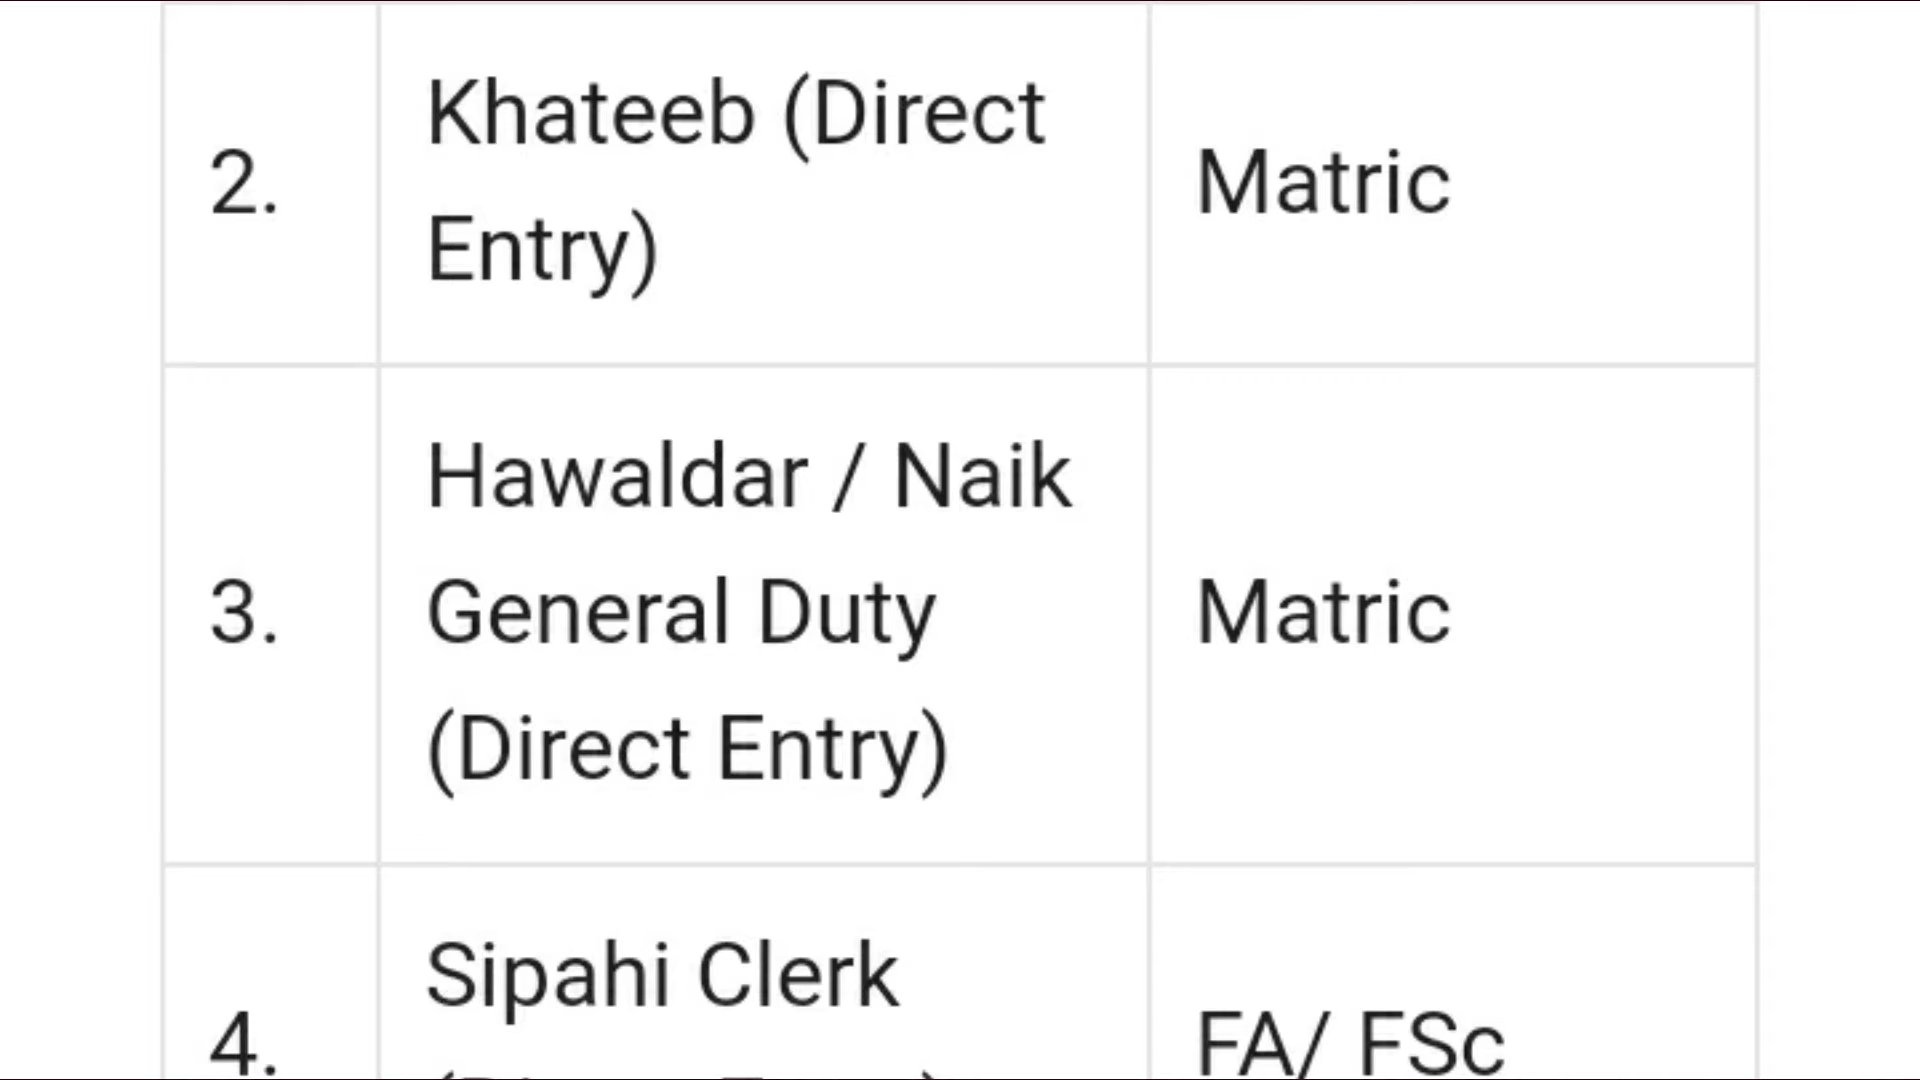 2.
Khateeb (Direct
Entry)
Matric
3.
Hawaldar / Naik
General Duty
(Direct Entry)
Matric
4.
Sipahi Clerk
FA/ FSc